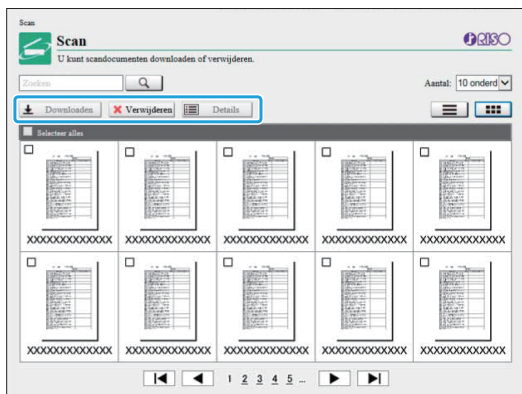 Scan
Scan
RISO
U kunt scandocumenten downloaden of verwijderen.
Zoeken
Aantal: 10 onderd
Downloaden Verwijderen Details
Selecteer alles
XXXXXXXXXXXXX XXXXXXXXXXXXX XXXXXXXXXXXXX XXXXXXXXXXXXX XXXXXXXXXXXXX
XXXXXXXXXXXXX XXXXXXXXXXXXX XXXXXXXXXXXXX XXXXXXXXXXXXX XXXXXXXXXXXXX
1 2 3 4 5 ...